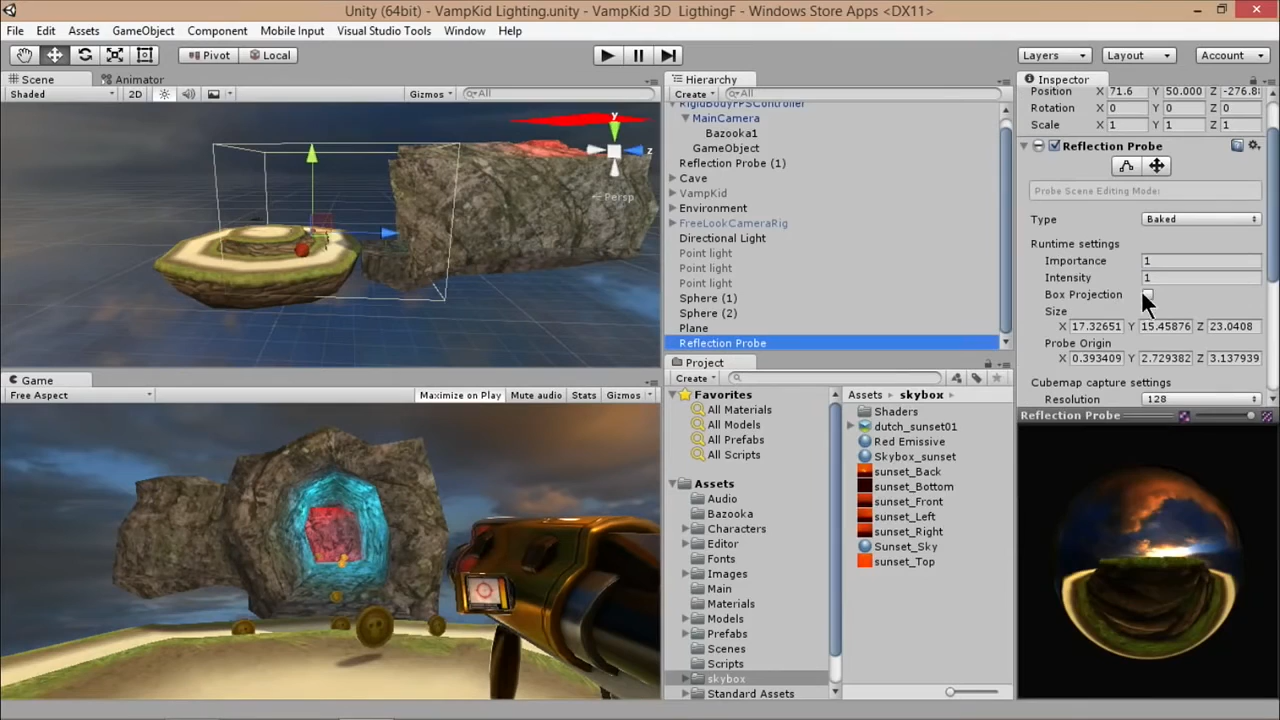 Unity (64bit) - VampKid Lighting.unity - VampKid 3D LigthingF - Windows Store Apps <DX11>
File Edit Assets GameObject Component Mobile Input Visual Studio Tools Window Help
Pivot Local Layers Layout Account
Scene Animator
Shaded 2D Gizmos All
y
z
Persp
Game
Free Aspect Maximize on Play Mute audio Stats Gizmos
Hierarchy
Create All
RigidBodyFPSController
MainCamera
Bazooka1
GameObject
Reflection Probe (1)
Cave
VampKid
Environment
FreeLookCameraRig
Directional Light
Point light
Point light
Point light
Sphere (1)
Sphere (2)
Plane
Reflection Probe
Project
Create
Favorites
All Materials
All Models
All Prefabs
All Scripts
Assets
Audio
Bazooka
Characters
Editor
Fonts
Images
Main
Materials
Models
Prefabs
Scenes
Scripts
skybox
Standard Assets
Assets skybox
Shaders
dutch_sunset01
Red Emissive
Skybox_sunset
sunset_Back
sunset_Bottom
sunset_Front
sunset_Left
sunset_Right
Sunset_Sky
sunset_Top
Inspector
Position X 71.6 Y 50.000 Z -276.8
Rotation X 0 Y 0 Z 0
Scale X 1 Y 1 Z 1
Reflection Probe
Probe Scene Editing Mode:
Type Baked
Runtime settings
Importance 1
Intensity 1
Box Projection
Size
X 17.32651 Y 15.45876 Z 23.0408
Probe Origin
X 0.393409 Y 2.729382 Z 3.137939
Cubemap capture settings
Resolution 128
Reflection Probe